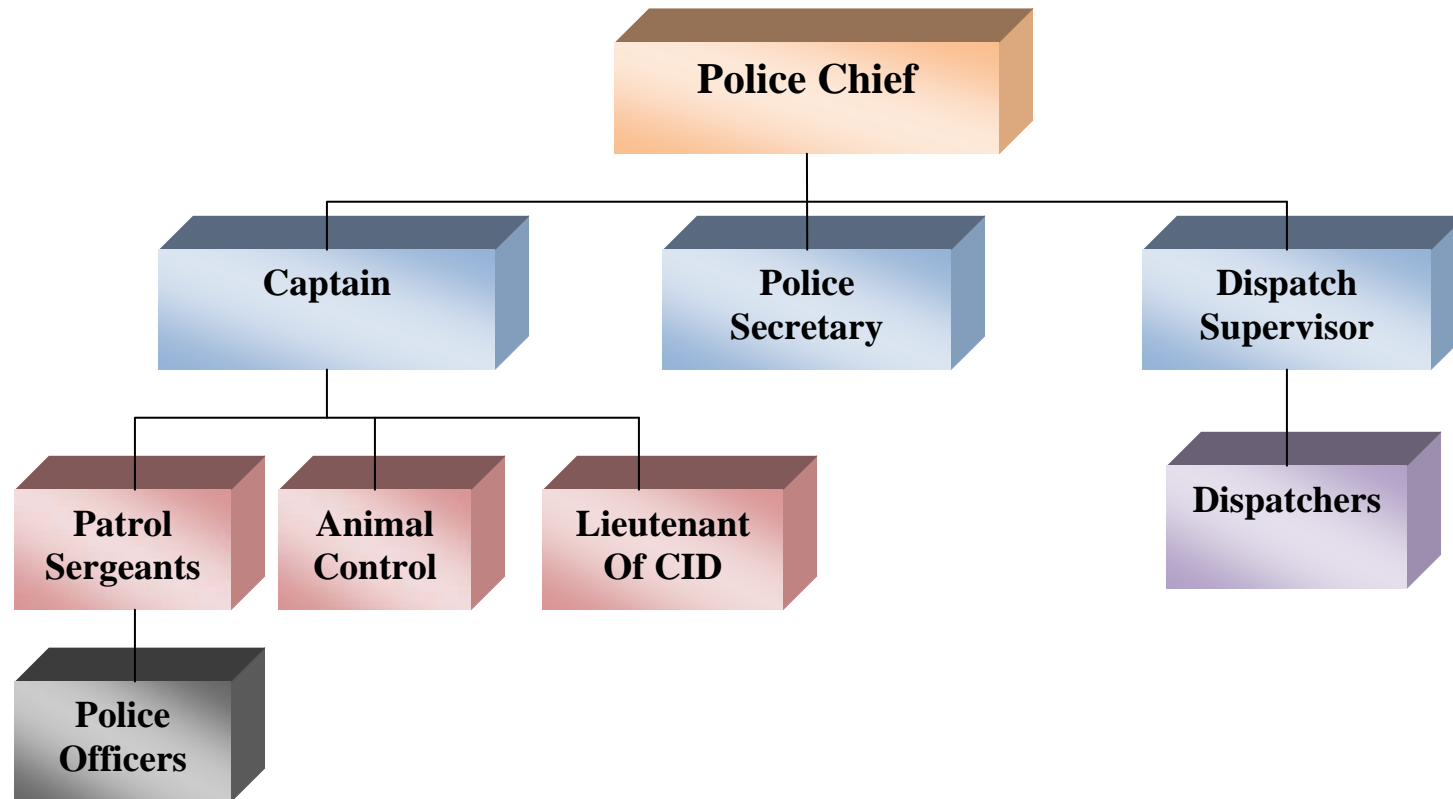 Police Chief
Captain
Police
Secretary
Dispatch
Supervisor
Patrol
Sergeants
Animal
Control
Lieutenant
Of CID
Dispatchers
Police
Officers